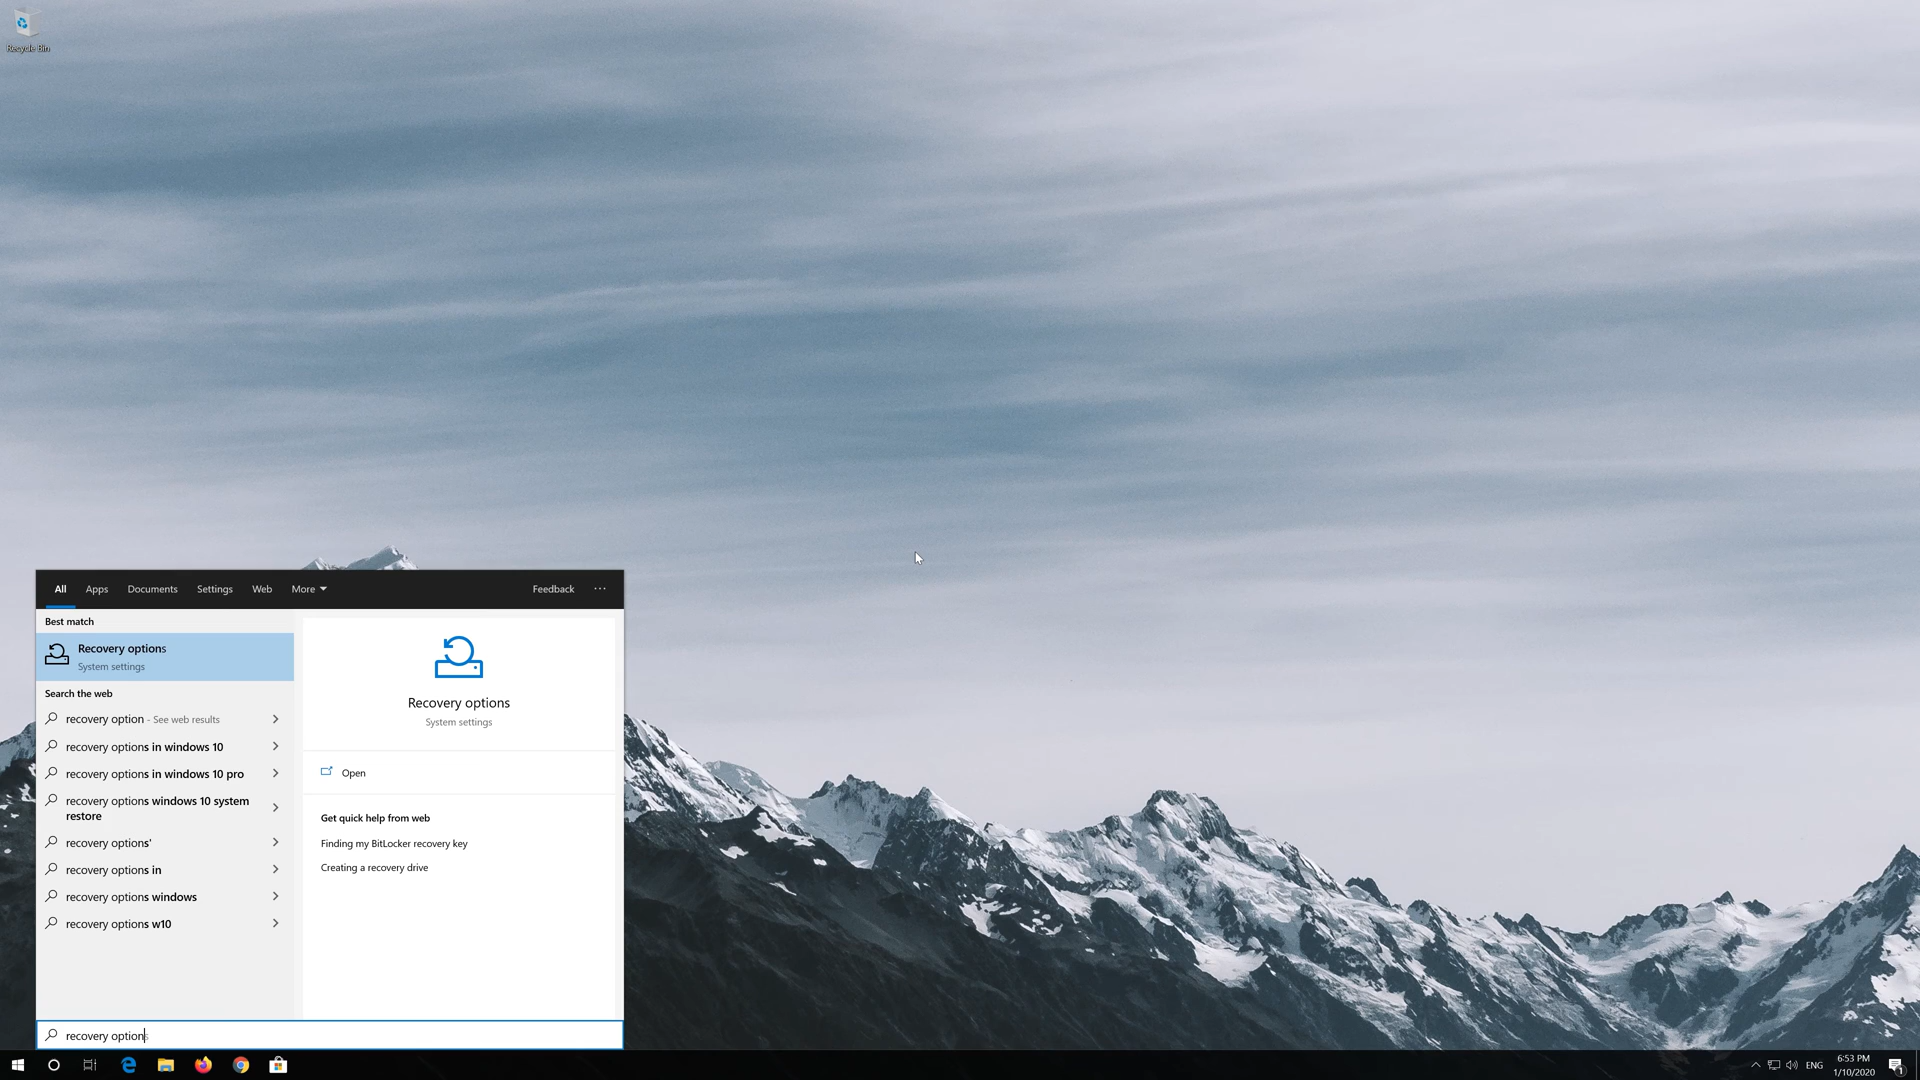 Recycle Bin
All Apps Documents Settings Web More Feedback ...
Best match
Recovery options
System settings
Search the web
recovery option - See web results
recovery options in windows 10
recovery options in windows 10 pro
recovery options windows 10 system
restore
recovery options'
recovery options in
recovery options windows
recovery options w10
Recovery options
System settings
Open
Get quick help from web
Finding my BitLocker recovery key
Creating a recovery drive
recovery options
ENG
6:53 PM
1/10/2020
1